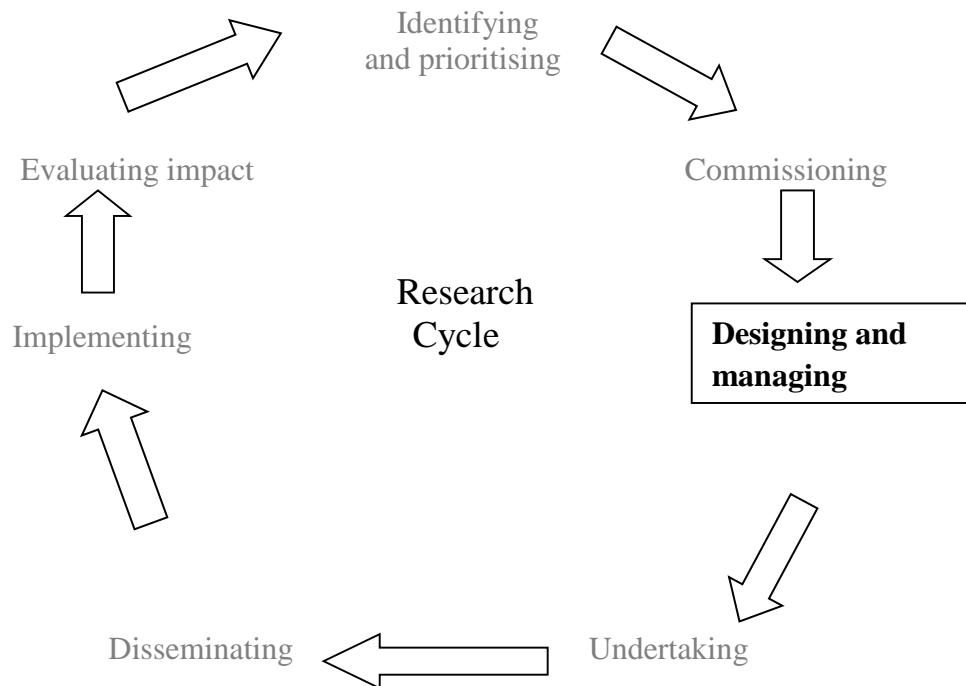 Identifying
and prioritising
Evaluating impact
Commissioning
Research
Cycle
Designing and
managing
Implementing
Disseminating
Undertaking